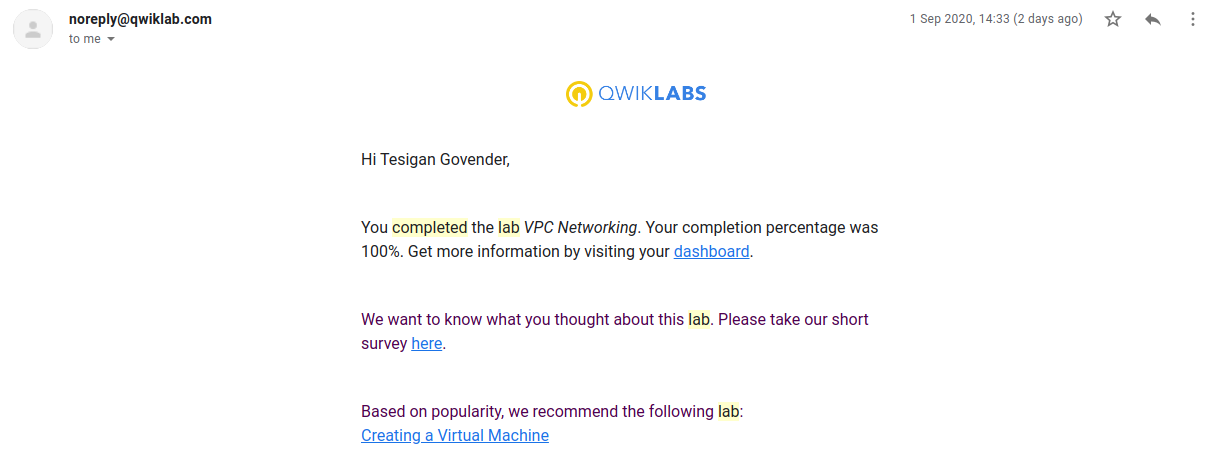 noreply@qwiklab.com
1 Sep 2020, 14:33 (2 days ago)
to me
QWIKLABS
Hi Tesigan Govender,
You completed the lab VPC Networking. Your completion percentage was
100%. Get more information by visiting your dashboard.
We want to know what you thought about this lab. Please take our short
survey here.
Based on popularity, we recommend the following lab:
Creating a Virtual Machine